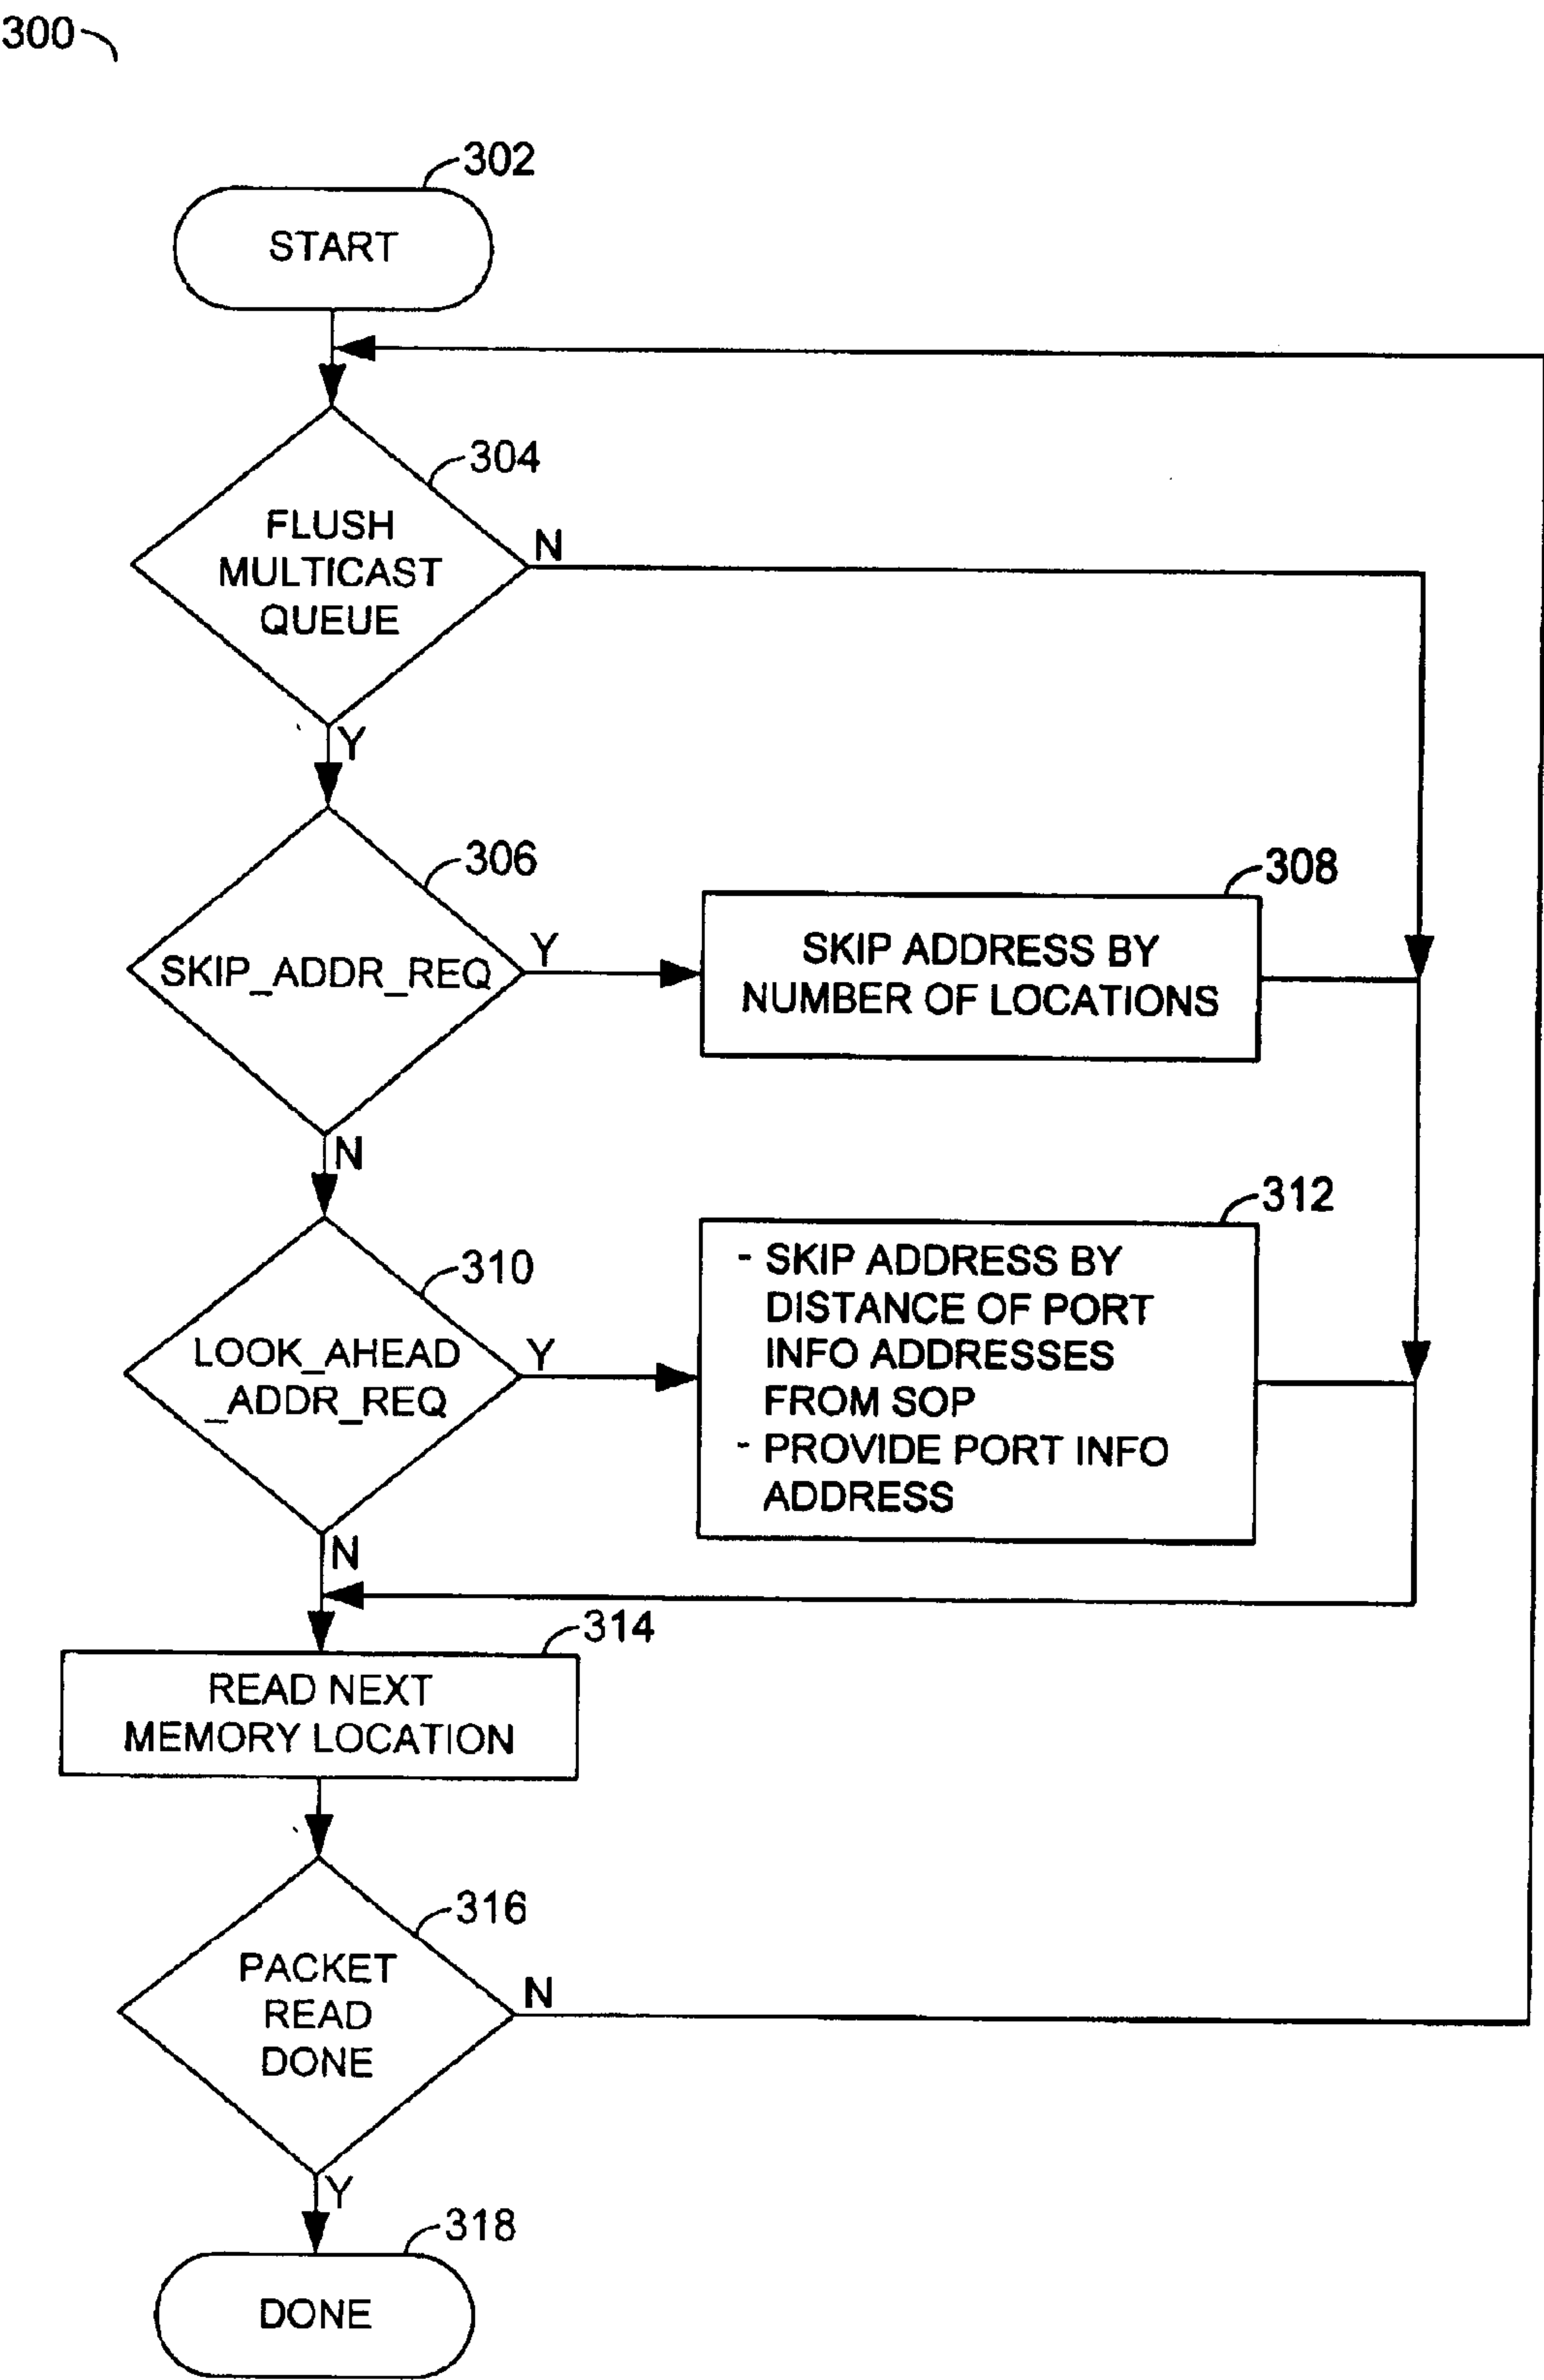 300
302
START
304
FLUSH
MULTICAST
QUEUE
N
Y
306
SKIP_ADDR_REQ
Y
308
SKIP ADDRESS BY
NUMBER OF LOCATIONS
N
310
LOOK_AHEAD
_ADDR_REQ
Y
312
- SKIP ADDRESS BY
DISTANCE OF PORT
INFO ADDRESSES
FROM SOP
- PROVIDE PORT INFO
ADDRESS
N
314
READ NEXT
MEMORY LOCATION
316
PACKET
READ
DONE
N
Y
318
DONE